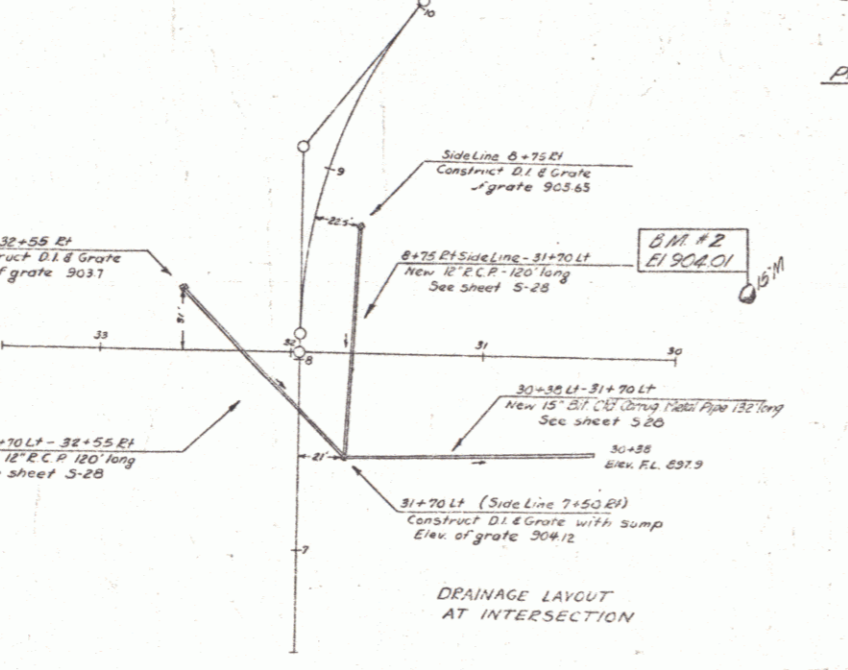 10
P
9
Side Line 8+75 Rt
Construct D.I. & Grate
of grate 903.65
22.5'
32+55 Rt
ruct D.I. & Grate
f grate 903.7
8+75 Rt Side Line - 31+70 Lt
New 12" R.C.P. - 120' long
See sheet S-28
B.M. #2
El 904.01
15" M
31'
33
32
31
30
8
30+38 Lt - 31+70 Lt
New 15" Bit. Ctd Corrug. Metal Pipe 132' long
See sheet S28
+70 Lt - 32+55 Rt
12" R.C.P. 120' long
sheet S-28
21'
30+38
Elev. F.L. 897.9
31+70 Lt (Side Line 7+50 Rt)
Construct D.I. & Grate with sump
Elev. of grate 904.12
7
DRAINAGE LAYOUT
AT INTERSECTION